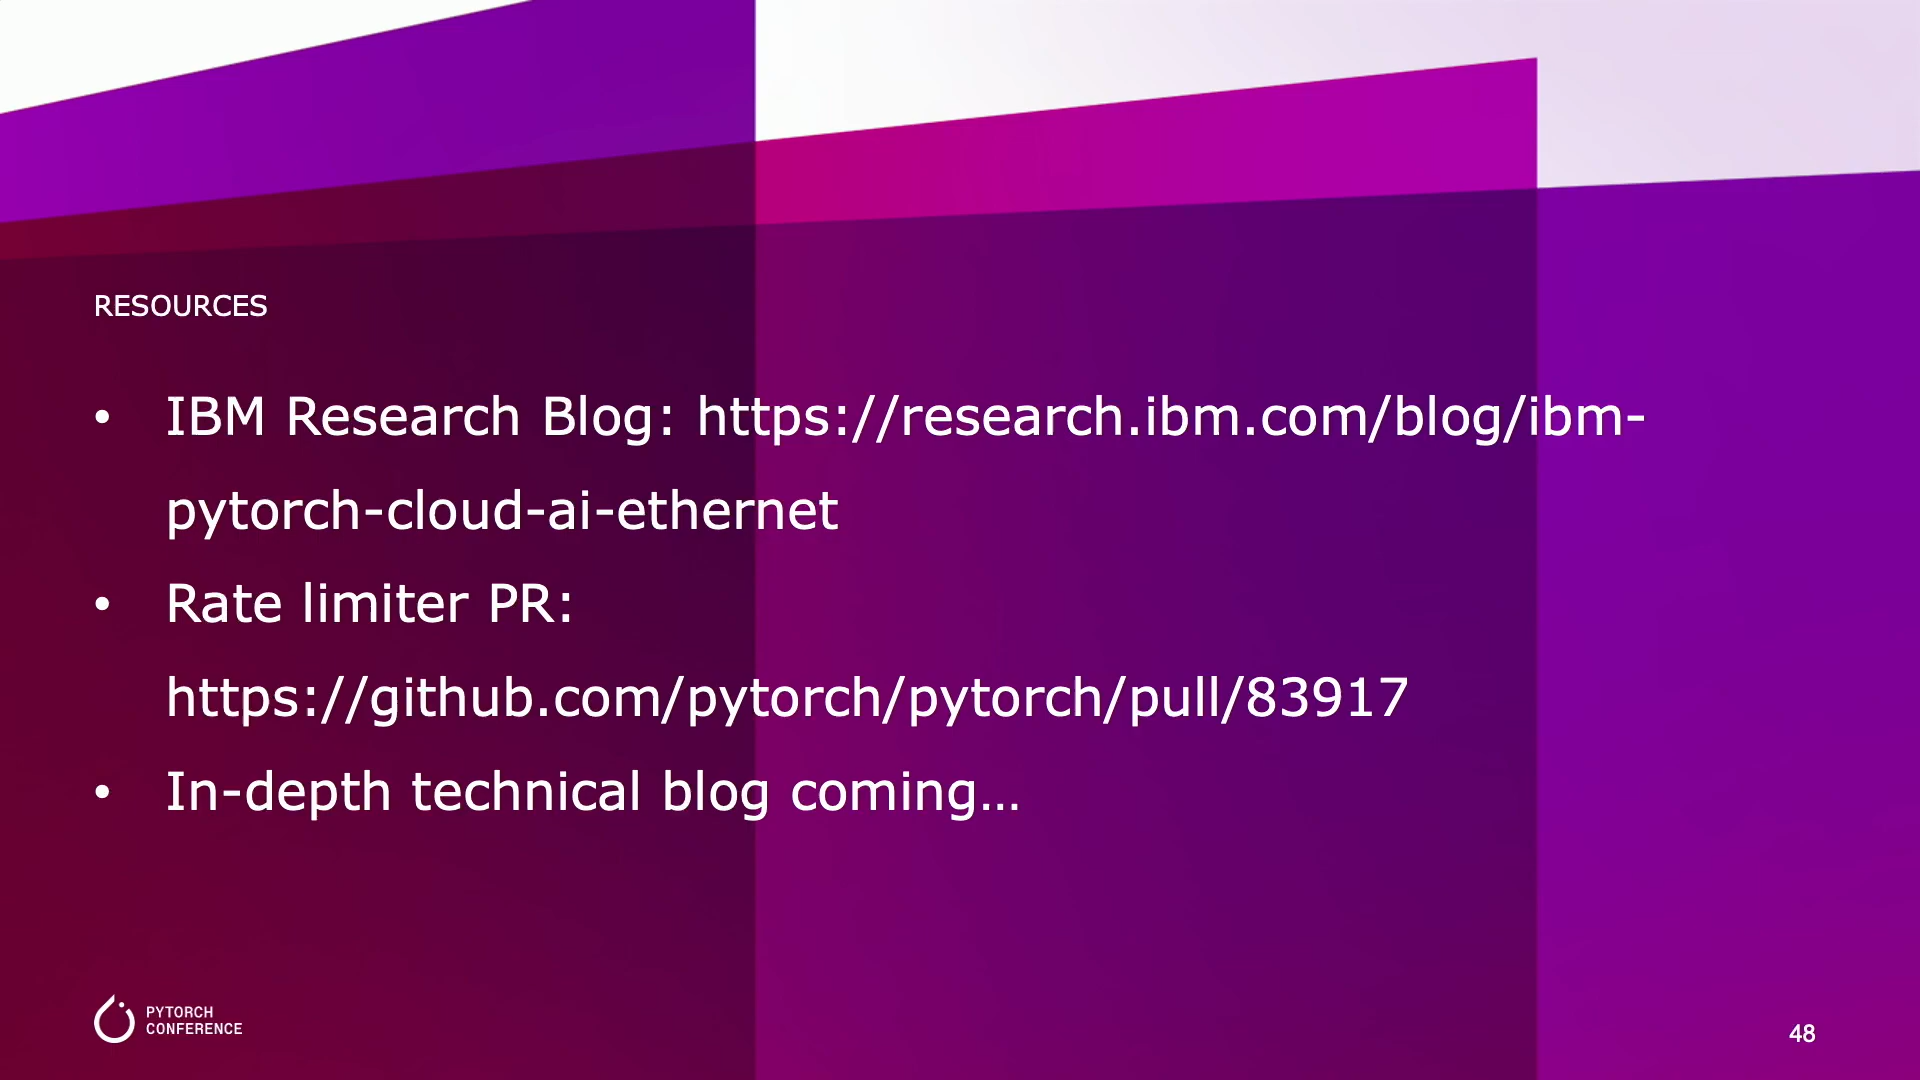 RESOURCES
• IBM Research Blog: https://research.ibm.com/blog/ibm-
pytorch-cloud-ai-ethernet
• Rate limiter PR:
https://github.com/pytorch/pytorch/pull/83917
• In-depth technical blog coming…
PYTORCH
CONFERENCE
48